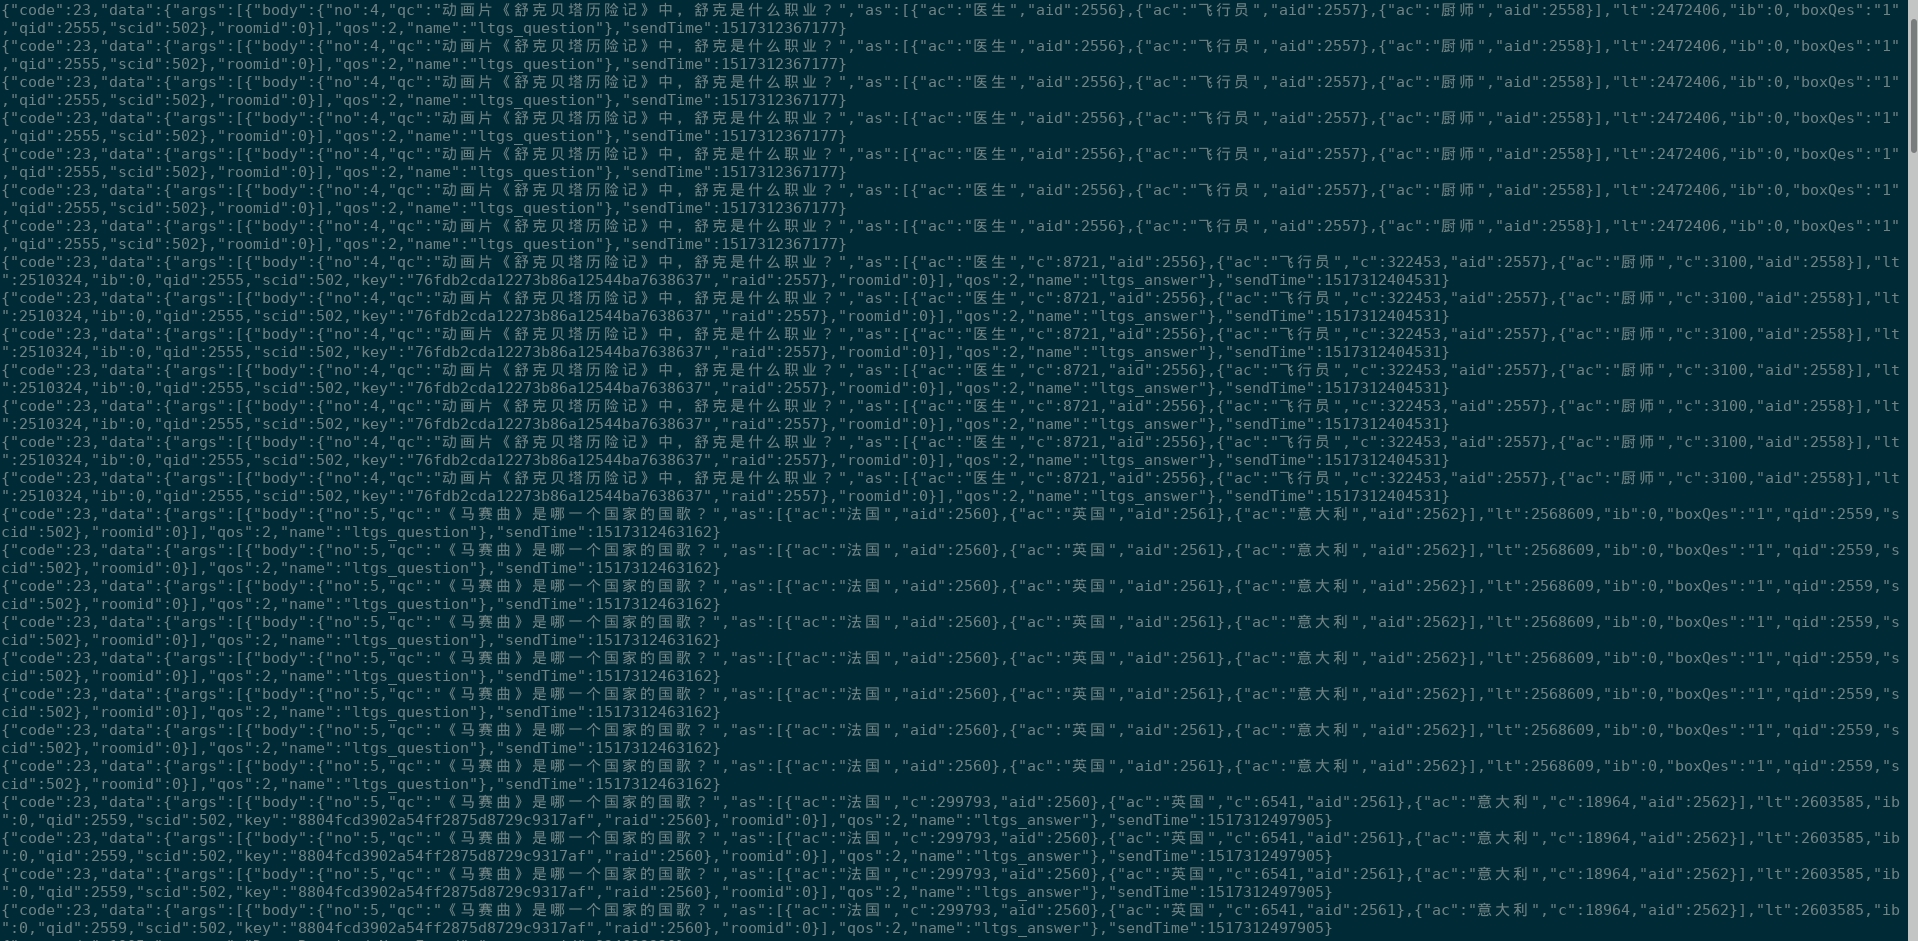 {"code":23,"data":{"args":[{"body":{"no":4,"qc":"动画片《舒克贝塔历险记》中，舒克是什么职业？","as":[{"ac":"医生","aid":2556},{"ac":"飞行员","aid":2557},{"ac":"厨师","aid":2558}],"lt":2472406,"ib":0,"boxQes":"1"
,"qid":2555,"scid":502},"roomid":0}],"qos":2,"name":"ltgs_question"},"sendTime":1517312367177}
{"code":23,"data":{"args":[{"body":{"no":4,"qc":"动画片《舒克贝塔历险记》中，舒克是什么职业？","as":[{"ac":"医生","aid":2556},{"ac":"飞行员","aid":2557},{"ac":"厨师","aid":2558}],"lt":2472406,"ib":0,"boxQes":"1"
,"qid":2555,"scid":502},"roomid":0}],"qos":2,"name":"ltgs_question"},"sendTime":1517312367177}
{"code":23,"data":{"args":[{"body":{"no":4,"qc":"动画片《舒克贝塔历险记》中，舒克是什么职业？","as":[{"ac":"医生","aid":2556},{"ac":"飞行员","aid":2557},{"ac":"厨师","aid":2558}],"lt":2472406,"ib":0,"boxQes":"1"
,"qid":2555,"scid":502},"roomid":0}],"qos":2,"name":"ltgs_question"},"sendTime":1517312367177}
{"code":23,"data":{"args":[{"body":{"no":4,"qc":"动画片《舒克贝塔历险记》中，舒克是什么职业？","as":[{"ac":"医生","aid":2556},{"ac":"飞行员","aid":2557},{"ac":"厨师","aid":2558}],"lt":2472406,"ib":0,"boxQes":"1"
,"qid":2555,"scid":502},"roomid":0}],"qos":2,"name":"ltgs_question"},"sendTime":1517312367177}
{"code":23,"data":{"args":[{"body":{"no":4,"qc":"动画片《舒克贝塔历险记》中，舒克是什么职业？","as":[{"ac":"医生","aid":2556},{"ac":"飞行员","aid":2557},{"ac":"厨师","aid":2558}],"lt":2472406,"ib":0,"boxQes":"1"
,"qid":2555,"scid":502},"roomid":0}],"qos":2,"name":"ltgs_question"},"sendTime":1517312367177}
{"code":23,"data":{"args":[{"body":{"no":4,"qc":"动画片《舒克贝塔历险记》中，舒克是什么职业？","as":[{"ac":"医生","aid":2556},{"ac":"飞行员","aid":2557},{"ac":"厨师","aid":2558}],"lt":2472406,"ib":0,"boxQes":"1"
,"qid":2555,"scid":502},"roomid":0}],"qos":2,"name":"ltgs_question"},"sendTime":1517312367177}
{"code":23,"data":{"args":[{"body":{"no":4,"qc":"动画片《舒克贝塔历险记》中，舒克是什么职业？","as":[{"ac":"医生","aid":2556},{"ac":"飞行员","aid":2557},{"ac":"厨师","aid":2558}],"lt":2472406,"ib":0,"boxQes":"1"
,"qid":2555,"scid":502},"roomid":0}],"qos":2,"name":"ltgs_question"},"sendTime":1517312367177}
{"code":23,"data":{"args":[{"body":{"no":4,"qc":"动画片《舒克贝塔历险记》中，舒克是什么职业？","as":[{"ac":"医生","c":8721,"aid":2556},{"ac":"飞行员","c":322453,"aid":2557},{"ac":"厨师","c":3100,"aid":2558}],"lt
":2510324,"ib":0,"qid":2555,"scid":502,"key":"76fdb2cda12273b86a12544ba7638637","raid":2557},"roomid":0}],"qos":2,"name":"ltgs_answer"},"sendTime":1517312404531}
{"code":23,"data":{"args":[{"body":{"no":4,"qc":"动画片《舒克贝塔历险记》中，舒克是什么职业？","as":[{"ac":"医生","c":8721,"aid":2556},{"ac":"飞行员","c":322453,"aid":2557},{"ac":"厨师","c":3100,"aid":2558}],"lt
":2510324,"ib":0,"qid":2555,"scid":502,"key":"76fdb2cda12273b86a12544ba7638637","raid":2557},"roomid":0}],"qos":2,"name":"ltgs_answer"},"sendTime":1517312404531}
{"code":23,"data":{"args":[{"body":{"no":4,"qc":"动画片《舒克贝塔历险记》中，舒克是什么职业？","as":[{"ac":"医生","c":8721,"aid":2556},{"ac":"飞行员","c":322453,"aid":2557},{"ac":"厨师","c":3100,"aid":2558}],"lt
":2510324,"ib":0,"qid":2555,"scid":502,"key":"76fdb2cda12273b86a12544ba7638637","raid":2557},"roomid":0}],"qos":2,"name":"ltgs_answer"},"sendTime":1517312404531}
{"code":23,"data":{"args":[{"body":{"no":4,"qc":"动画片《舒克贝塔历险记》中，舒克是什么职业？","as":[{"ac":"医生","c":8721,"aid":2556},{"ac":"飞行员","c":322453,"aid":2557},{"ac":"厨师","c":3100,"aid":2558}],"lt
":2510324,"ib":0,"qid":2555,"scid":502,"key":"76fdb2cda12273b86a12544ba7638637","raid":2557},"roomid":0}],"qos":2,"name":"ltgs_answer"},"sendTime":1517312404531}
{"code":23,"data":{"args":[{"body":{"no":4,"qc":"动画片《舒克贝塔历险记》中，舒克是什么职业？","as":[{"ac":"医生","c":8721,"aid":2556},{"ac":"飞行员","c":322453,"aid":2557},{"ac":"厨师","c":3100,"aid":2558}],"lt
":2510324,"ib":0,"qid":2555,"scid":502,"key":"76fdb2cda12273b86a12544ba7638637","raid":2557},"roomid":0}],"qos":2,"name":"ltgs_answer"},"sendTime":1517312404531}
{"code":23,"data":{"args":[{"body":{"no":4,"qc":"动画片《舒克贝塔历险记》中，舒克是什么职业？","as":[{"ac":"医生","c":8721,"aid":2556},{"ac":"飞行员","c":322453,"aid":2557},{"ac":"厨师","c":3100,"aid":2558}],"lt
":2510324,"ib":0,"qid":2555,"scid":502,"key":"76fdb2cda12273b86a12544ba7638637","raid":2557},"roomid":0}],"qos":2,"name":"ltgs_answer"},"sendTime":1517312404531}
{"code":23,"data":{"args":[{"body":{"no":4,"qc":"动画片《舒克贝塔历险记》中，舒克是什么职业？","as":[{"ac":"医生","c":8721,"aid":2556},{"ac":"飞行员","c":322453,"aid":2557},{"ac":"厨师","c":3100,"aid":2558}],"lt
":2510324,"ib":0,"qid":2555,"scid":502,"key":"76fdb2cda12273b86a12544ba7638637","raid":2557},"roomid":0}],"qos":2,"name":"ltgs_answer"},"sendTime":1517312404531}
{"code":23,"data":{"args":[{"body":{"no":5,"qc":"《马赛曲》是哪一个国家的国歌？","as":[{"ac":"法国","aid":2560},{"ac":"英国","aid":2561},{"ac":"意大利","aid":2562}],"lt":2568609,"ib":0,"boxQes":"1","qid":2559,"s
cid":502},"roomid":0}],"qos":2,"name":"ltgs_question"},"sendTime":1517312463162}
{"code":23,"data":{"args":[{"body":{"no":5,"qc":"《马赛曲》是哪一个国家的国歌？","as":[{"ac":"法国","aid":2560},{"ac":"英国","aid":2561},{"ac":"意大利","aid":2562}],"lt":2568609,"ib":0,"boxQes":"1","qid":2559,"s
cid":502},"roomid":0}],"qos":2,"name":"ltgs_question"},"sendTime":1517312463162}
{"code":23,"data":{"args":[{"body":{"no":5,"qc":"《马赛曲》是哪一个国家的国歌？","as":[{"ac":"法国","aid":2560},{"ac":"英国","aid":2561},{"ac":"意大利","aid":2562}],"lt":2568609,"ib":0,"boxQes":"1","qid":2559,"s
cid":502},"roomid":0}],"qos":2,"name":"ltgs_question"},"sendTime":1517312463162}
{"code":23,"data":{"args":[{"body":{"no":5,"qc":"《马赛曲》是哪一个国家的国歌？","as":[{"ac":"法国","aid":2560},{"ac":"英国","aid":2561},{"ac":"意大利","aid":2562}],"lt":2568609,"ib":0,"boxQes":"1","qid":2559,"s
cid":502},"roomid":0}],"qos":2,"name":"ltgs_question"},"sendTime":1517312463162}
{"code":23,"data":{"args":[{"body":{"no":5,"qc":"《马赛曲》是哪一个国家的国歌？","as":[{"ac":"法国","aid":2560},{"ac":"英国","aid":2561},{"ac":"意大利","aid":2562}],"lt":2568609,"ib":0,"boxQes":"1","qid":2559,"s
cid":502},"roomid":0}],"qos":2,"name":"ltgs_question"},"sendTime":1517312463162}
{"code":23,"data":{"args":[{"body":{"no":5,"qc":"《马赛曲》是哪一个国家的国歌？","as":[{"ac":"法国","aid":2560},{"ac":"英国","aid":2561},{"ac":"意大利","aid":2562}],"lt":2568609,"ib":0,"boxQes":"1","qid":2559,"s
cid":502},"roomid":0}],"qos":2,"name":"ltgs_question"},"sendTime":1517312463162}
{"code":23,"data":{"args":[{"body":{"no":5,"qc":"《马赛曲》是哪一个国家的国歌？","as":[{"ac":"法国","aid":2560},{"ac":"英国","aid":2561},{"ac":"意大利","aid":2562}],"lt":2568609,"ib":0,"boxQes":"1","qid":2559,"s
cid":502},"roomid":0}],"qos":2,"name":"ltgs_question"},"sendTime":1517312463162}
{"code":23,"data":{"args":[{"body":{"no":5,"qc":"《马赛曲》是哪一个国家的国歌？","as":[{"ac":"法国","aid":2560},{"ac":"英国","aid":2561},{"ac":"意大利","aid":2562}],"lt":2568609,"ib":0,"boxQes":"1","qid":2559,"s
cid":502},"roomid":0}],"qos":2,"name":"ltgs_question"},"sendTime":1517312463162}
{"code":23,"data":{"args":[{"body":{"no":5,"qc":"《马赛曲》是哪一个国家的国歌？","as":[{"ac":"法国","c":299793,"aid":2560},{"ac":"英国","c":6541,"aid":2561},{"ac":"意大利","c":18964,"aid":2562}],"lt":2603585,"ib
":0,"qid":2559,"scid":502,"key":"8804fcd3902a54ff2875d8729c9317af","raid":2560},"roomid":0}],"qos":2,"name":"ltgs_answer"},"sendTime":1517312497905}
{"code":23,"data":{"args":[{"body":{"no":5,"qc":"《马赛曲》是哪一个国家的国歌？","as":[{"ac":"法国","c":299793,"aid":2560},{"ac":"英国","c":6541,"aid":2561},{"ac":"意大利","c":18964,"aid":2562}],"lt":2603585,"ib
":0,"qid":2559,"scid":502,"key":"8804fcd3902a54ff2875d8729c9317af","raid":2560},"roomid":0}],"qos":2,"name":"ltgs_answer"},"sendTime":1517312497905}
{"code":23,"data":{"args":[{"body":{"no":5,"qc":"《马赛曲》是哪一个国家的国歌？","as":[{"ac":"法国","c":299793,"aid":2560},{"ac":"英国","c":6541,"aid":2561},{"ac":"意大利","c":18964,"aid":2562}],"lt":2603585,"ib
":0,"qid":2559,"scid":502,"key":"8804fcd3902a54ff2875d8729c9317af","raid":2560},"roomid":0}],"qos":2,"name":"ltgs_answer"},"sendTime":1517312497905}
{"code":23,"data":{"args":[{"body":{"no":5,"qc":"《马赛曲》是哪一个国家的国歌？","as":[{"ac":"法国","c":299793,"aid":2560},{"ac":"英国","c":6541,"aid":2561},{"ac":"意大利","c":18964,"aid":2562}],"lt":2603585,"ib
":0,"qid":2559,"scid":502,"key":"8804fcd3902a54ff2875d8729c9317af","raid":2560},"roomid":0}],"qos":2,"name":"ltgs_answer"},"sendTime":1517312497905}